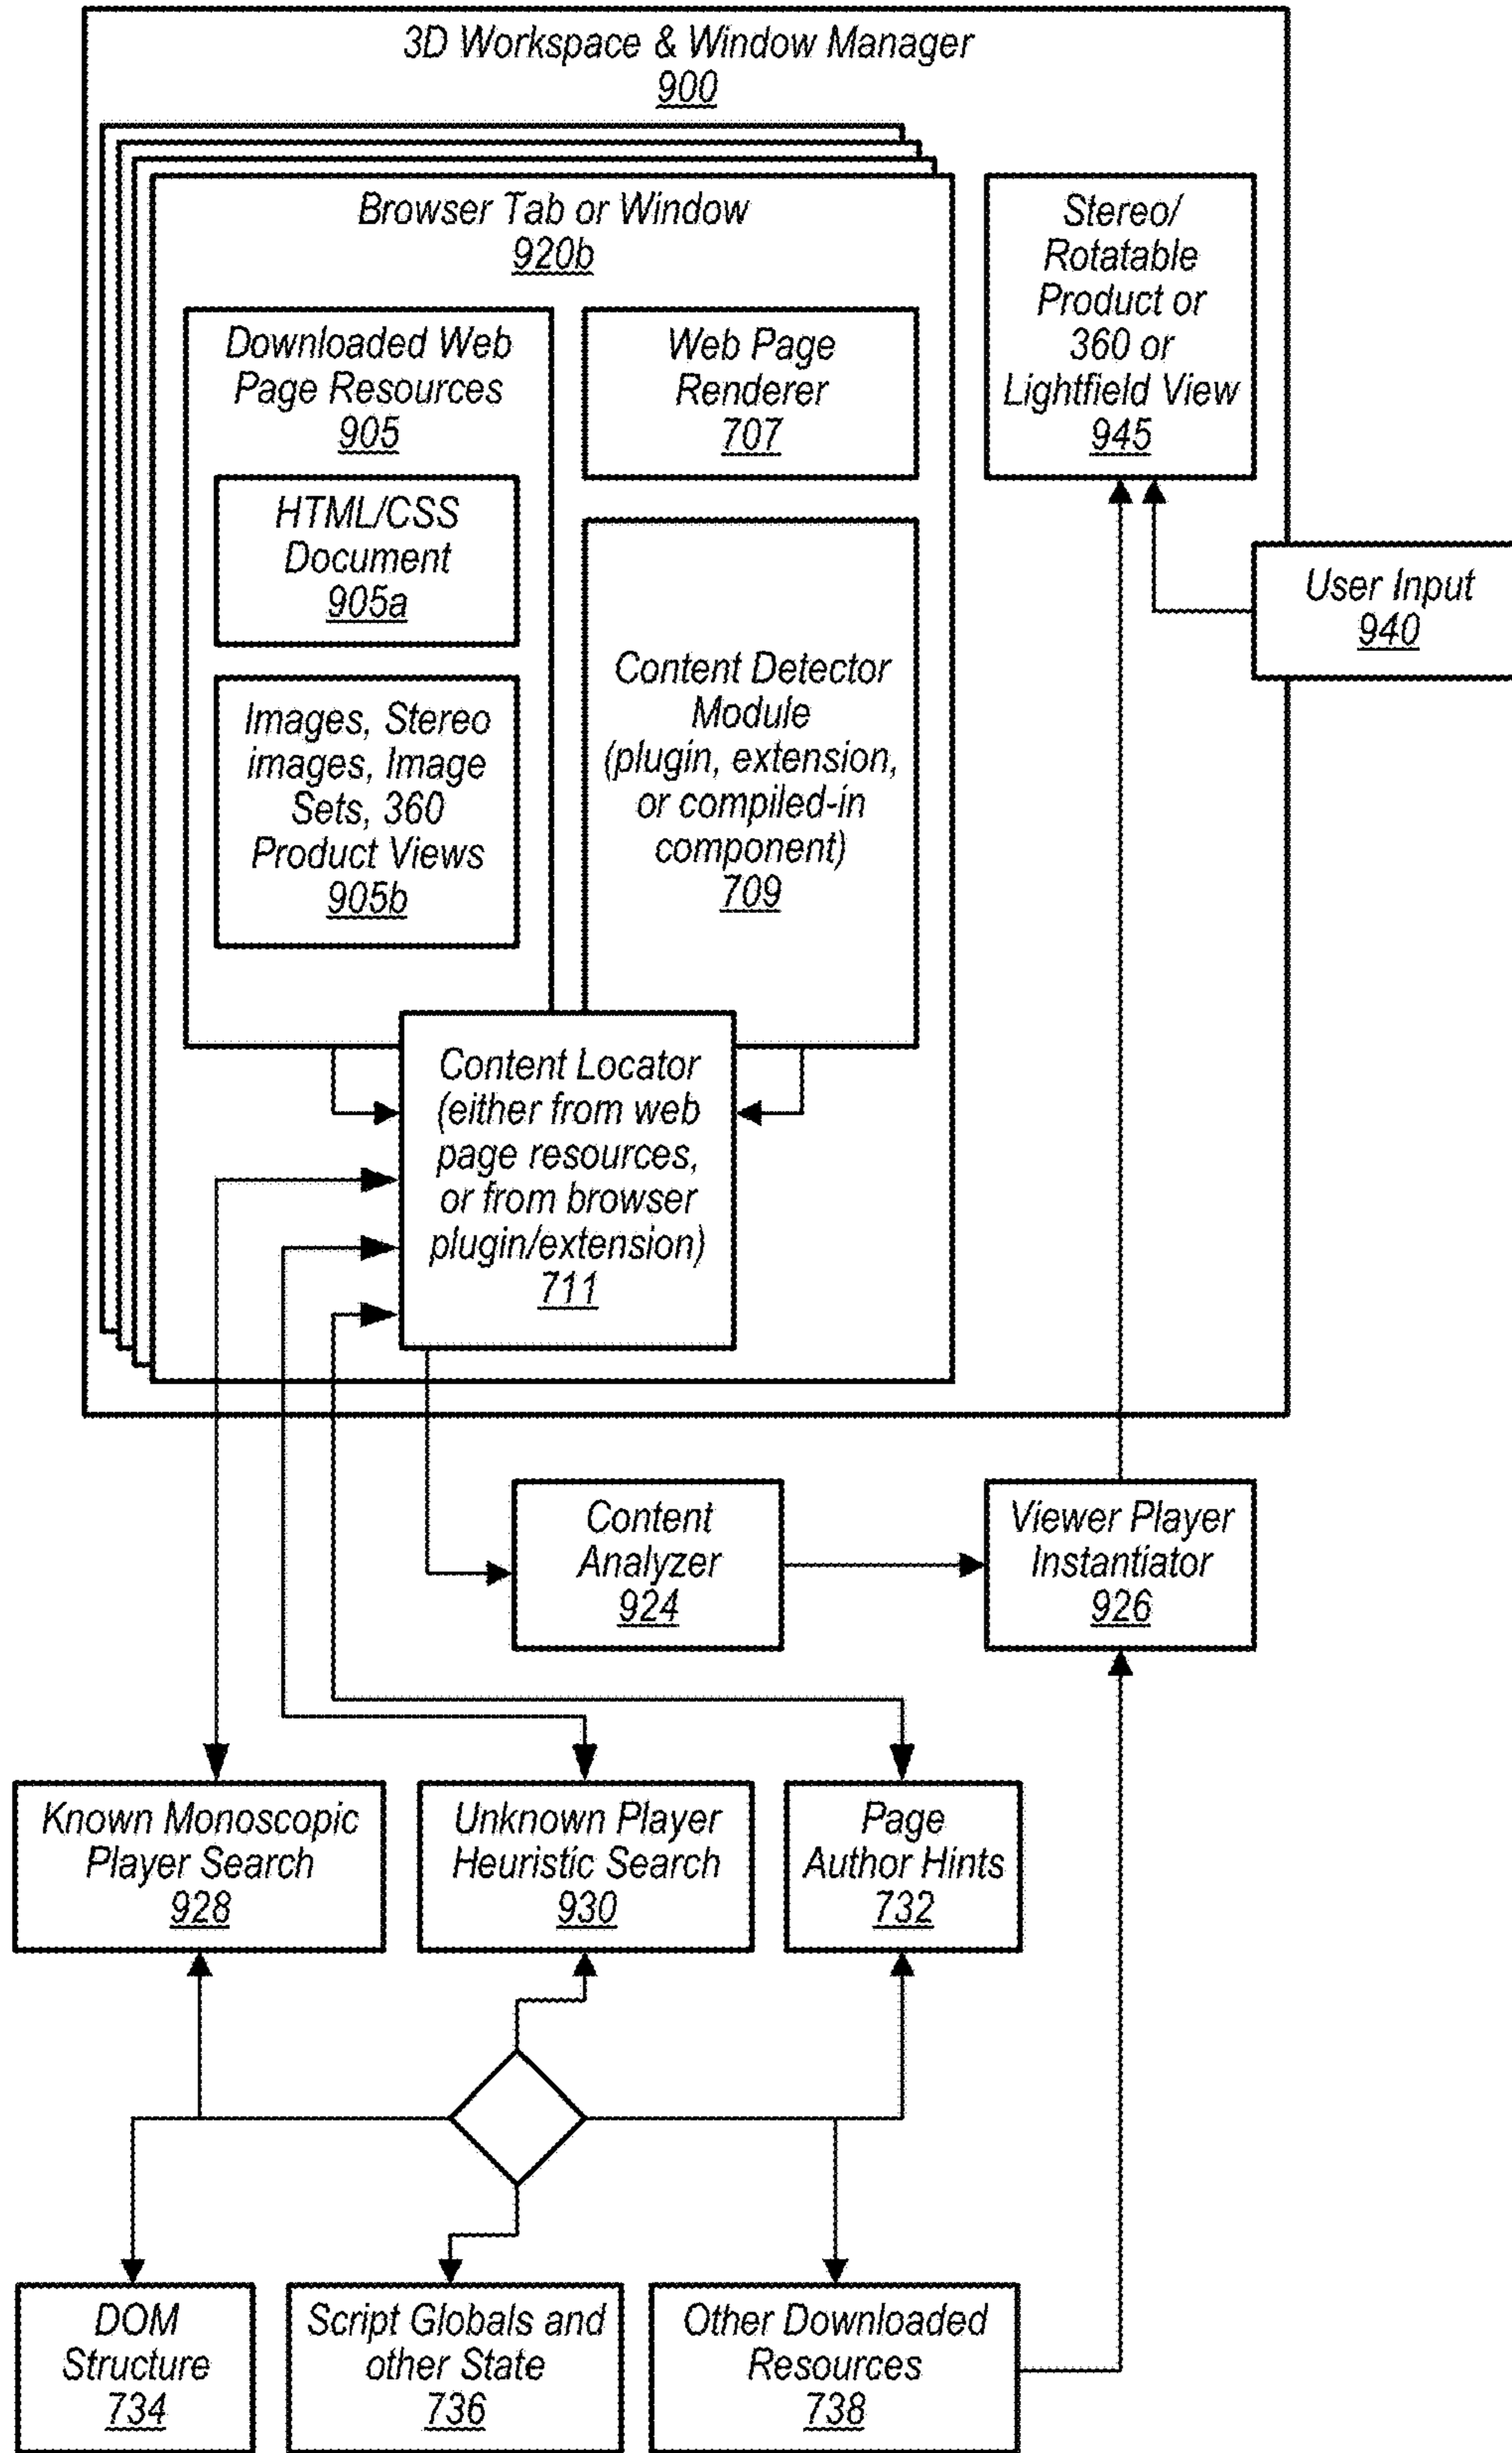 3D Workspace & Window Manager
900
Browser Tab or Window
920b
Downloaded Web
Page Resources
905
HTML/CSS
Document
905a
Images, Stereo
images, Image
Sets, 360
Product Views
905b
Web Page
Renderer
707
Content Detector
Module
(plugin, extension,
or compiled-in
component)
709
Content Locator
(either from web
page resources,
or from browser
plugin/extension)
711
Stereo/
Rotatable
Product or
360 or
Lightfield View
945
User Input
940
Content
Analyzer
924
Viewer Player
Instantiator
926
Known Monoscopic
Player Search
928
Unknown Player
Heuristic Search
930
Page
Author Hints
732
DOM
Structure
734
Script Globals and
other State
736
Other Downloaded
Resources
738